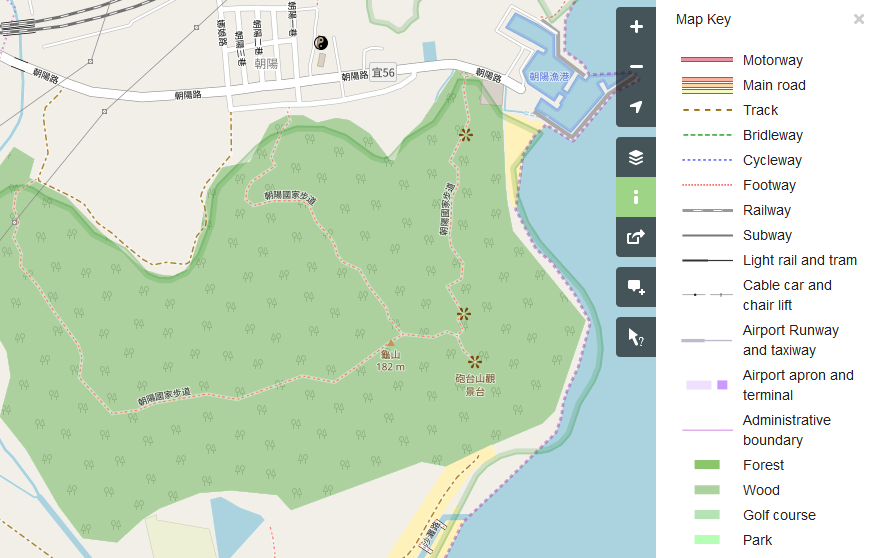 朝陽一巷
朝陽二巷
朝陽三巷
朝陽
朝陽路
朝陽路
宜56
朝陽路
朝陽路
朝陽漁港
朝陽國家步道
朝陽國家步道
龜山
182 m
砲台山觀
景台
朝陽國家步道
沙灘路
?
Map Key
×
Motorway
Main road
Track
Bridleway
Cycleway
Footway
Railway
Subway
Light rail and tram
Cable car and
chair lift
Airport Runway
and taxiway
Airport apron and
terminal
Administrative
boundary
Forest
Wood
Golf course
Park